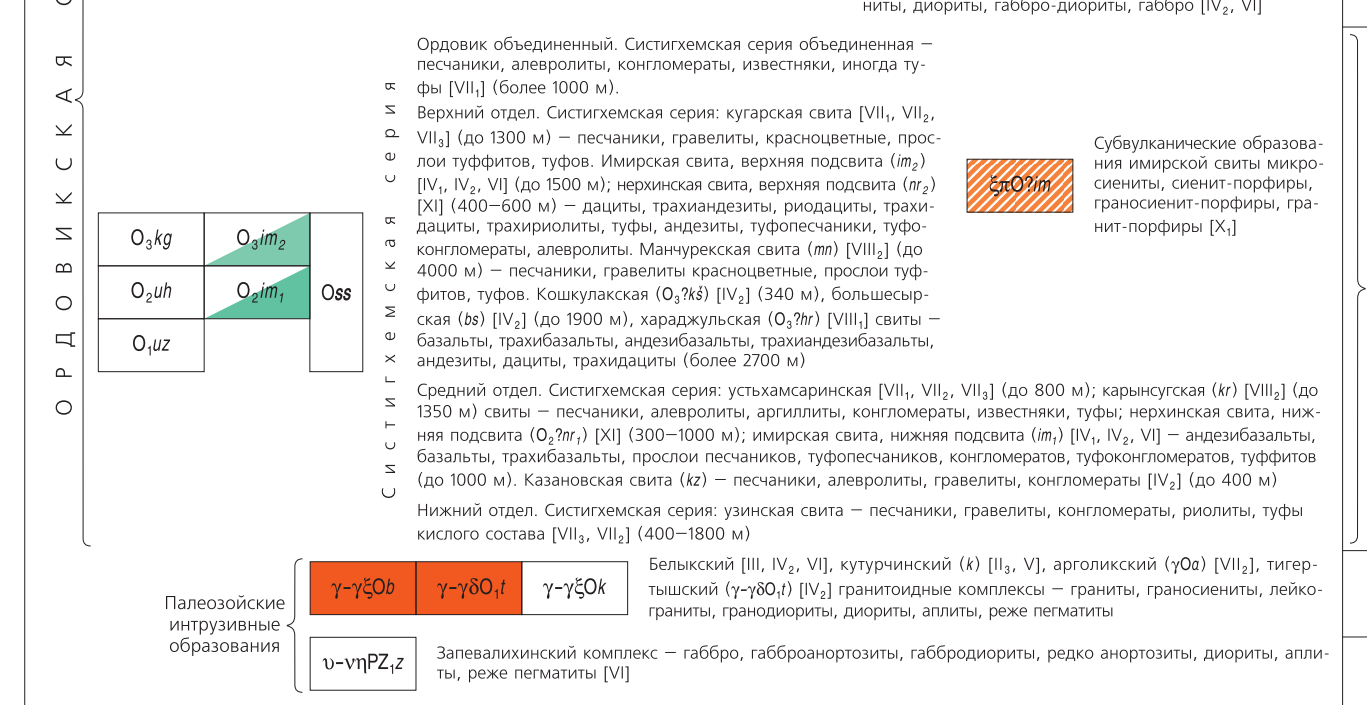 ниты, диориты, габбро-диориты, габбро [IV₂, VI]
ОРДОВИКСКАЯ
O₃kg
O₃im₂
O₂uh
O₂im₁
Oss
O₁uz
Систигхемская серия
Ордовик объединенный. Систигхемская серия объединенная –
песчаники, алевролиты, конгломераты, известняки, иногда ту-
фы [VII₁] (более 1000 м).
Верхний отдел. Систигхемская серия: кугарская свита [VII₁, VII₂,
VII₃] (до 1300 м) – песчаники, гравелиты, красноцветные, прос-
лои туффитов, туфов. Имирская свита, верхняя подсвита (im₂)
[IV₁, IV₂, VI] (до 1500 м); нерхинская свита, верхняя подсвита (nr₂)
[XI] (400–600 м) – дациты, трахиандезиты, риодациты, трахи-
дациты, трахириолиты, туфы, андезиты, туфопесчаники, туфо-
конгломераты, алевролиты. Манчурекская свита (mn) [VIII₂] (до
4000 м) – песчаники, гравелиты красноцветные, прослои туф-
фитов, туфов. Кошкулакская (O₃?kš) [IV₂] (340 м), большесыр-
ская (bs) [IV₂] (до 1900 м), хараджульская (O₃?hr) [VIII₁] свиты –
базальты, трахибазальты, андезибазальты, трахиандезибазальты,
андезиты, дациты, трахидациты (более 2700 м)
ξπO?im
Субвулканические образова-
ния имирской свиты микро-
сиениты, сиенит-порфиры,
граносиенит-порфиры, гра-
нит-порфиры [X₁]
Средний отдел. Систигхемская серия: устьхамсаринская [VII₁, VII₂, VII₃] (до 800 м); карынсугская (kr) [VIII₂] (до
1350 м) свиты – песчаники, алевролиты, аргиллиты, конгломераты, известняки, туфы; нерхинская свита, ниж-
няя подсвита (O₂?nr₁) [XI] (300–1000 м); имирская свита, нижняя подсвита (im₁) [IV₁, IV₂, VI] – андезибазальты,
базальты, трахибазальты, прослои песчаников, туфопесчаников, конгломератов, туфоконгломератов, туффитов
(до 1000 м). Казановская свита (kz) – песчаники, алевролиты, гравелиты, конгломераты [IV₂] (до 400 м)
Нижний отдел. Систигхемская серия: узинская свита – песчаники, гравелиты, конгломераты, риолиты, туфы
кислого состава [VII₃, VII₂] (400–1800 м)
Палеозойские
интрузивные
образования
γ–γξOb
γ–γδO₁t
γ–γξOk
Белыкский [III, IV₂, VI], кутурчинский (k) [II₃, V], арголикский (γOa) [VII₂], тигер-
тышский (γ–γδO₁t) [IV₂] гранитоидные комплексы – граниты, граносиениты, лейко-
граниты, гранодиориты, диориты, аплиты, реже пегматиты
υ–νηPZ₁z
Запевалихинский комплекс – габбро, габброанортозиты, габбродиориты, редко анортозиты, диориты, апли-
ты, реже пегматиты [VI]